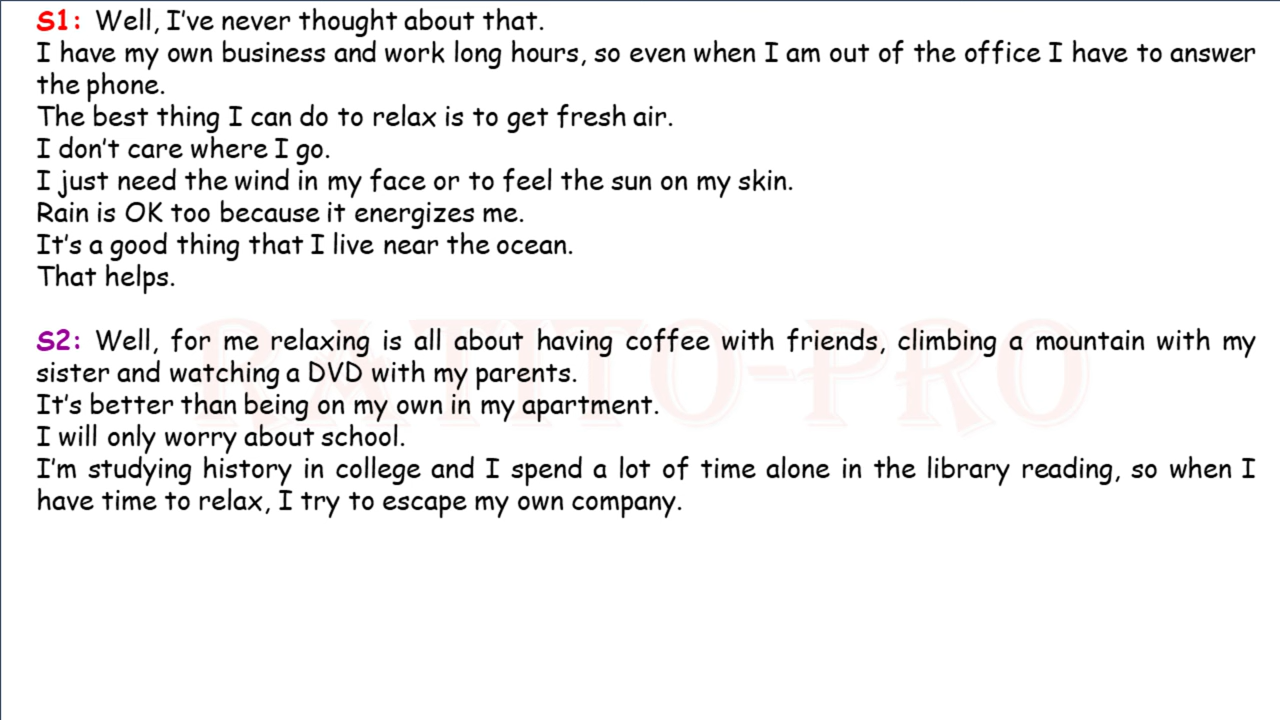 S1: Well, I've never thought about that.
I have my own business and work long hours, so even when I am out of the office I have to answer
the phone.
The best thing I can do to relax is to get fresh air.
I don't care where I go.
I just need the wind in my face or to feel the sun on my skin.
Rain is OK too because it energizes me.
It's a good thing that I live near the ocean.
That helps.
S2: Well, for me relaxing is all about having coffee with friends, climbing a mountain with my
sister and watching a DVD with my parents.
It's better than being on my own in my apartment.
I will only worry about school.
I'm studying history in college and I spend a lot of time alone in the library reading, so when I
have time to relax, I try to escape my own company.
RATITO-PRO